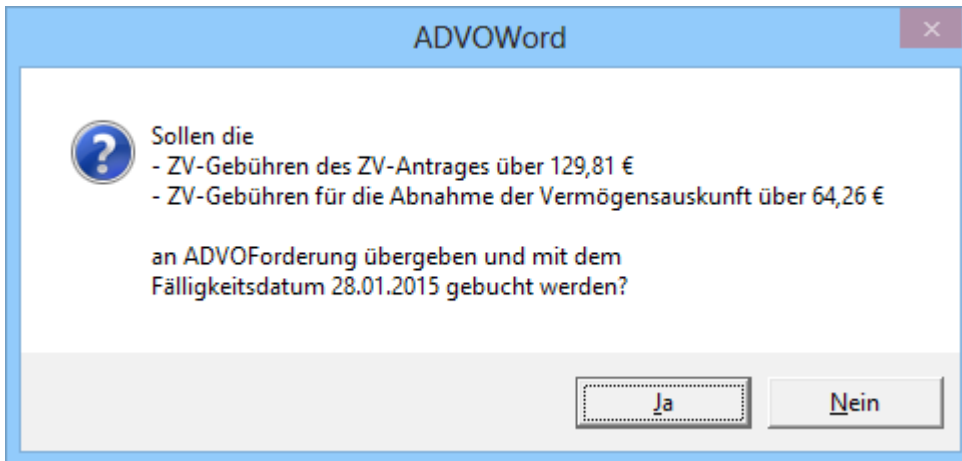 ADVOWord
Sollen die
- ZV-Gebühren des ZV-Antrages über 129,81 €
- ZV-Gebühren für die Abnahme der Vermögensauskunft über 64,26 €
an ADVOForderung übergeben und mit dem
Fälligkeitsdatum 28.01.2015 gebucht werden?
Ja
Nein